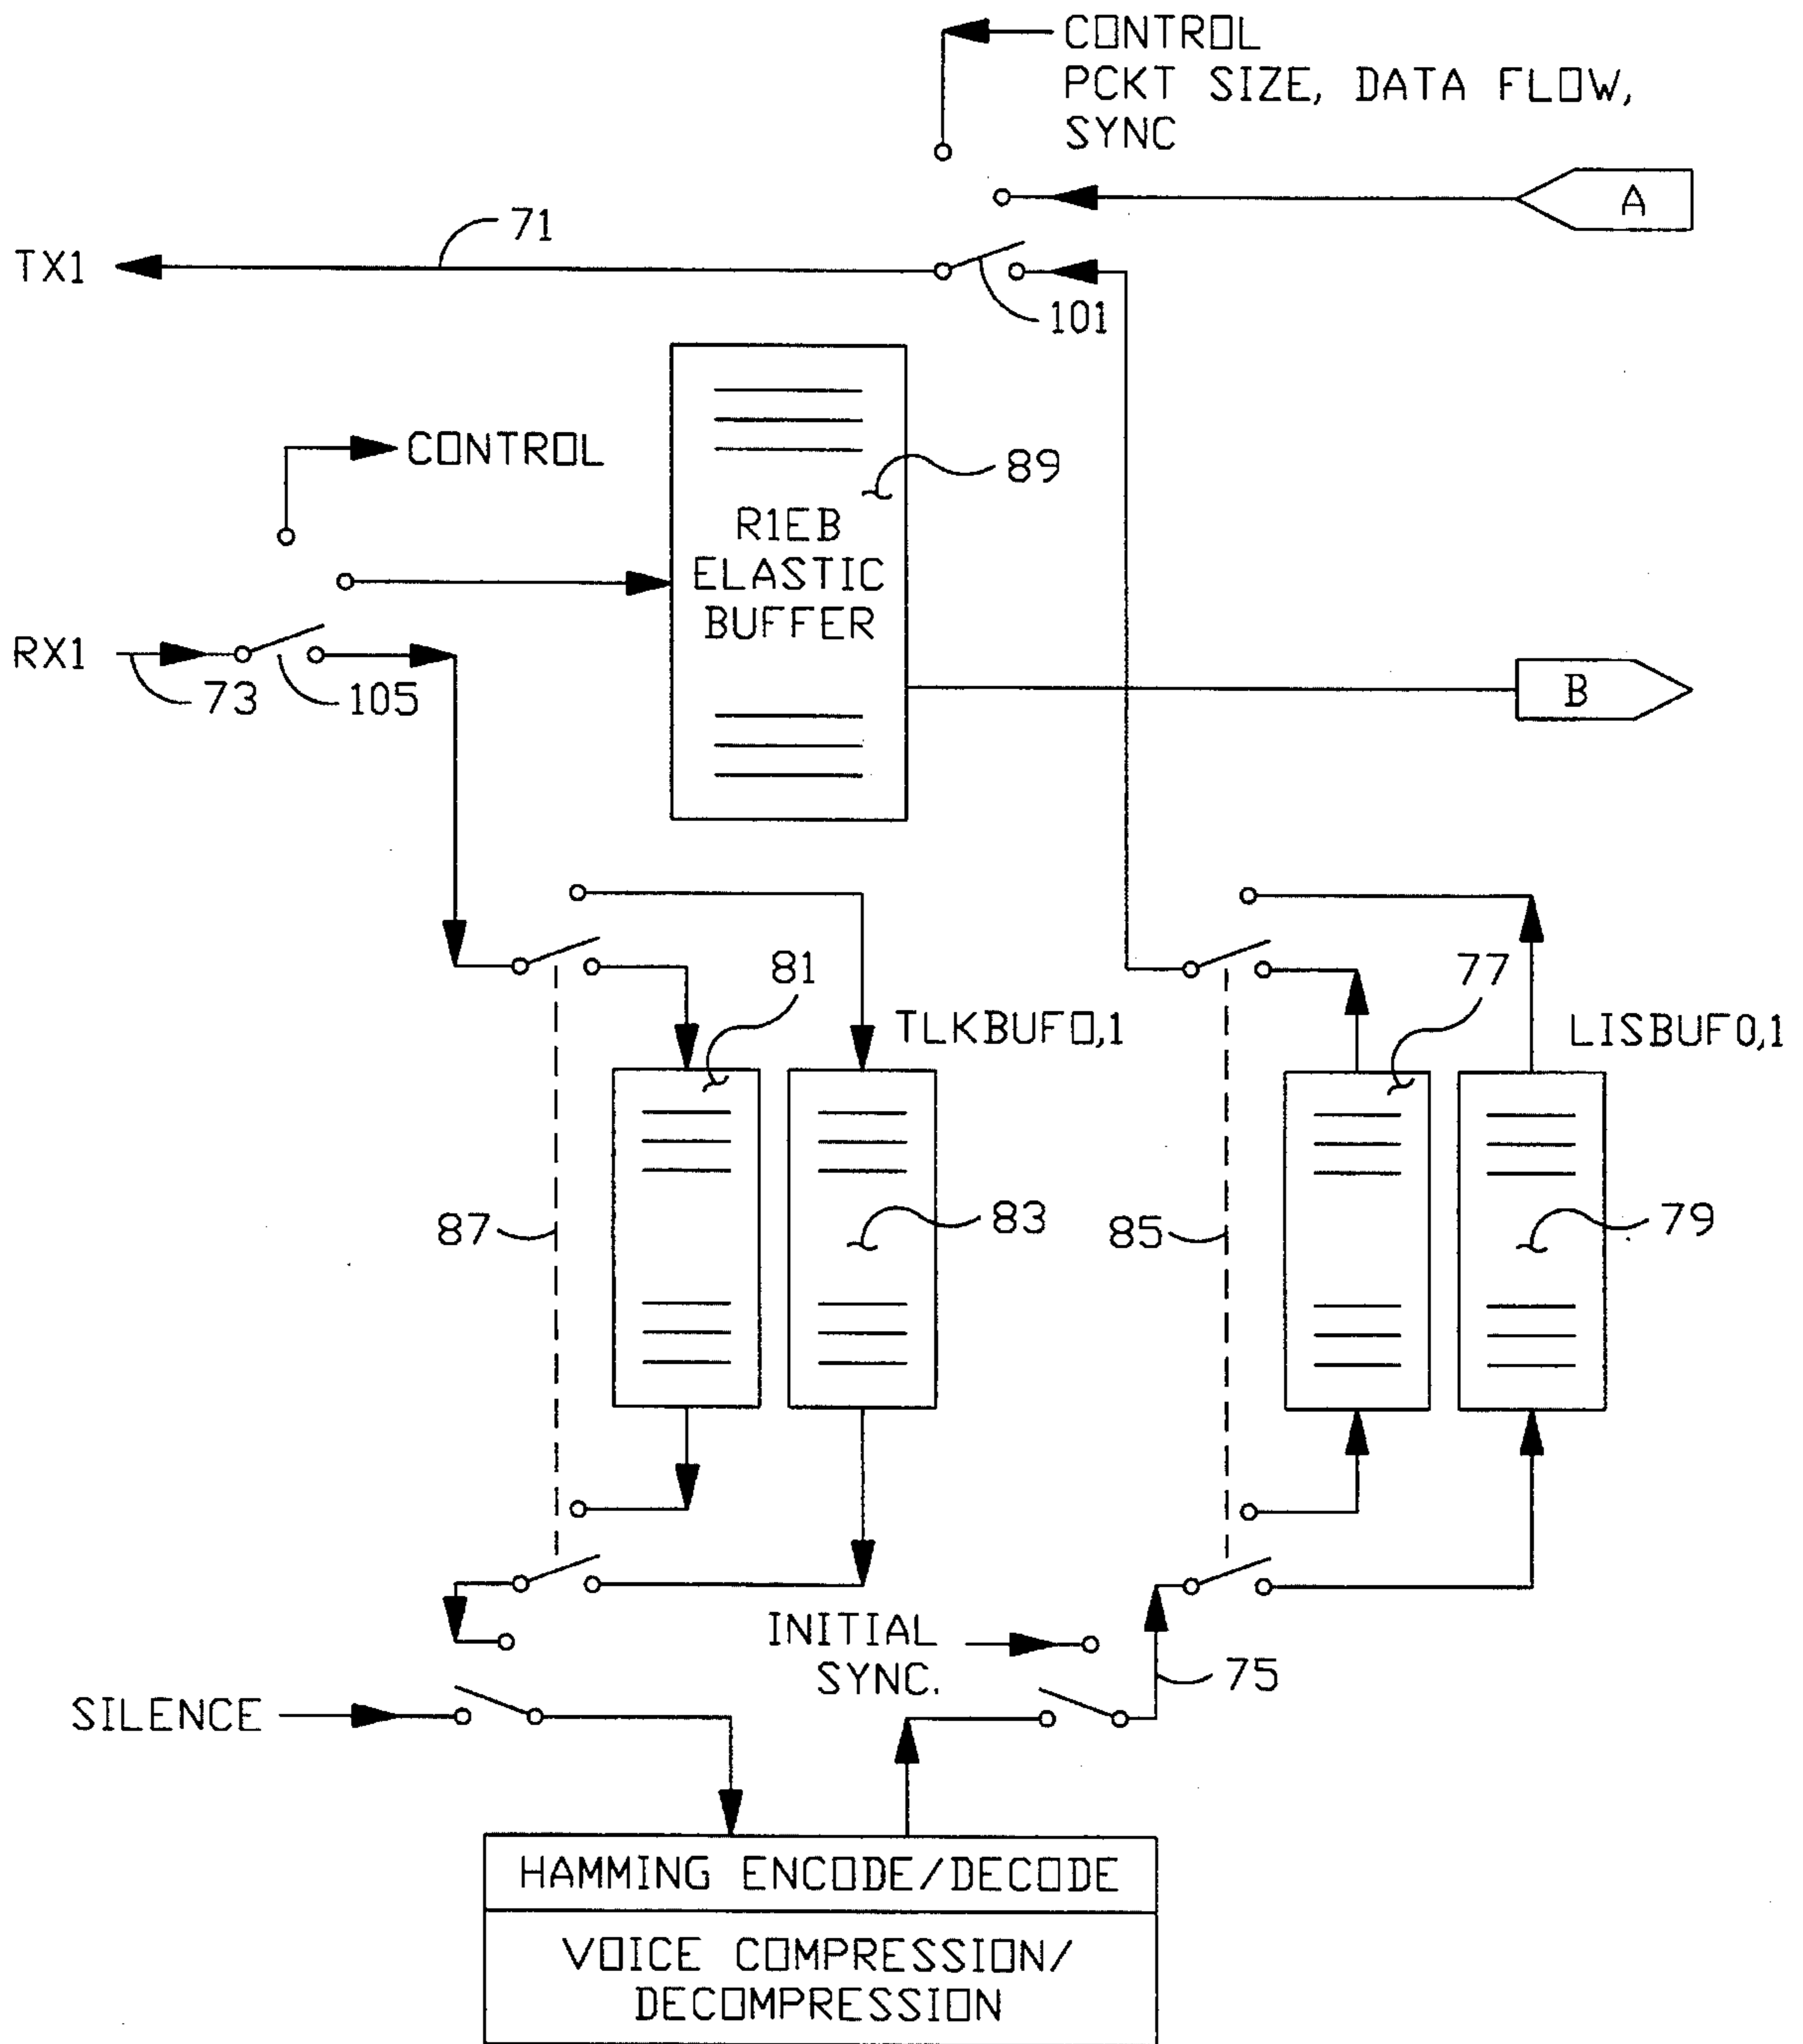 CONTROL
PCKT SIZE, DATA FLOW,
SYNC
A
71
TX1
101
CONTROL
89
R1EB
ELASTIC
BUFFER
RX1
73
105
B
81
77
TLKBUF0,1
LISBUF0,1
87
83
85
79
INITIAL
SYNC.
75
SILENCE
HAMMING ENCODE/DECODE
VOICE COMPRESSION/
DECOMPRESSION